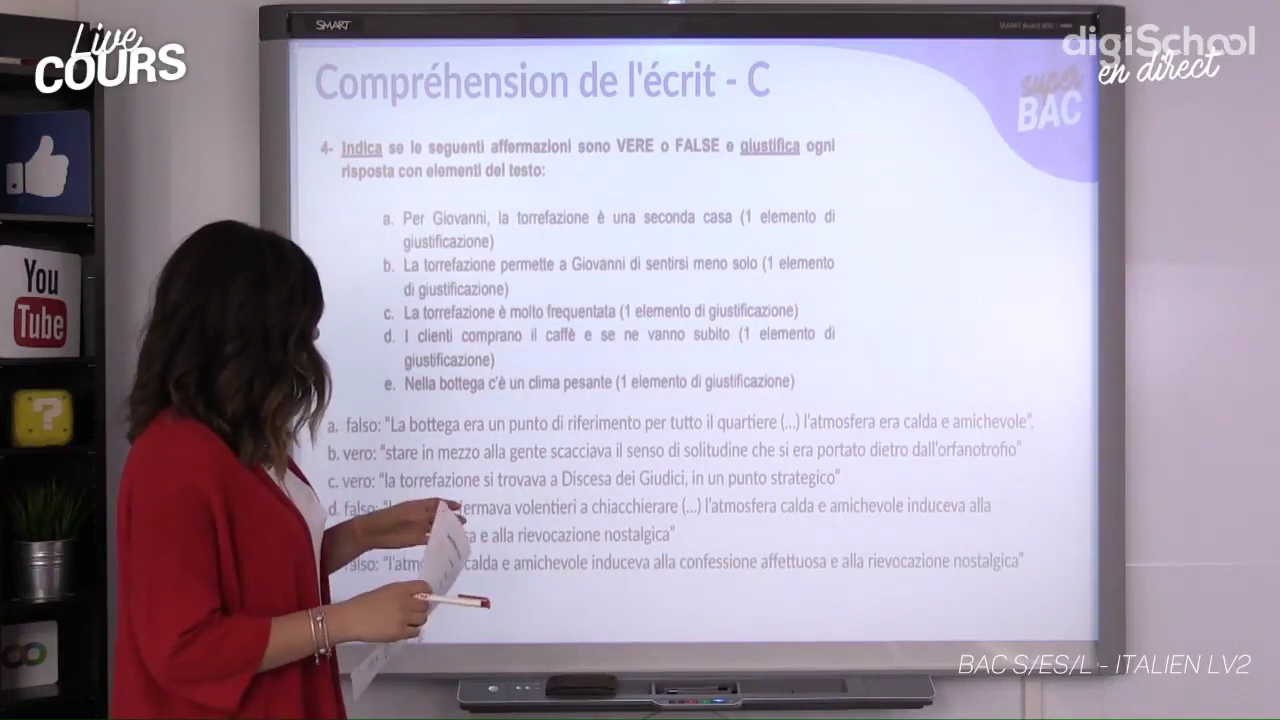 Live
COURS
SMART
digiSchool
en direct
super
BAC
Compréhension de l'écrit - C
4- Indica se le seguenti affermazioni sono VERE o FALSE e giustifica ogni
risposta con elementi del testo:
a. Per Giovanni, la torrefazione è una seconda casa (1 elemento di
giustificazione)
b. La torrefazione permette a Giovanni di sentirsi meno solo (1 elemento
di giustificazione)
c. La torrefazione è molto frequentata (1 elemento di giustificazione)
d. I clienti comprano il caffè e se ne vanno subito (1 elemento di
giustificazione)
e. Nella bottega c'è un clima pesante (1 elemento di giustificazione)
a. falso: “La bottega era un punto di riferimento per tutto il quartiere (...) l'atmosfera era calda e amichevole”.
b. vero: “stare in mezzo alla gente scacciava il senso di solitudine che si era portato dietro dall'orfanotrofio”
c. vero: “la torrefazione si trovava a Discesa dei Giudici, in un punto strategico”
d. falso: fermava volentieri a chiacchierare (...) l'atmosfera calda e amichevole induceva alla
e alla rievocazione nostalgica”
falso: “l'atm calda e amichevole induceva alla confessione affettuosa e alla rievocazione nostalgica”
You
Tube
?
BAC S/ES/L - ITALIEN LV2